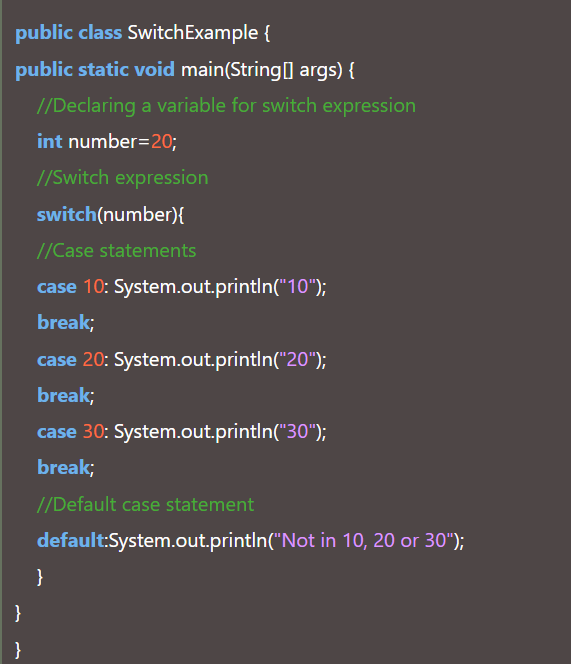 public class SwitchExample {
public static void main(String[] args) {
//Declaring a variable for switch expression
int number=20;
//Switch expression
switch(number){
//Case statements
case 10: System.out.println("10");
break;
case 20: System.out.println("20");
break;
case 30: System.out.println("30");
break;
//Default case statement
default:System.out.println("Not in 10, 20 or 30");
}
}
}